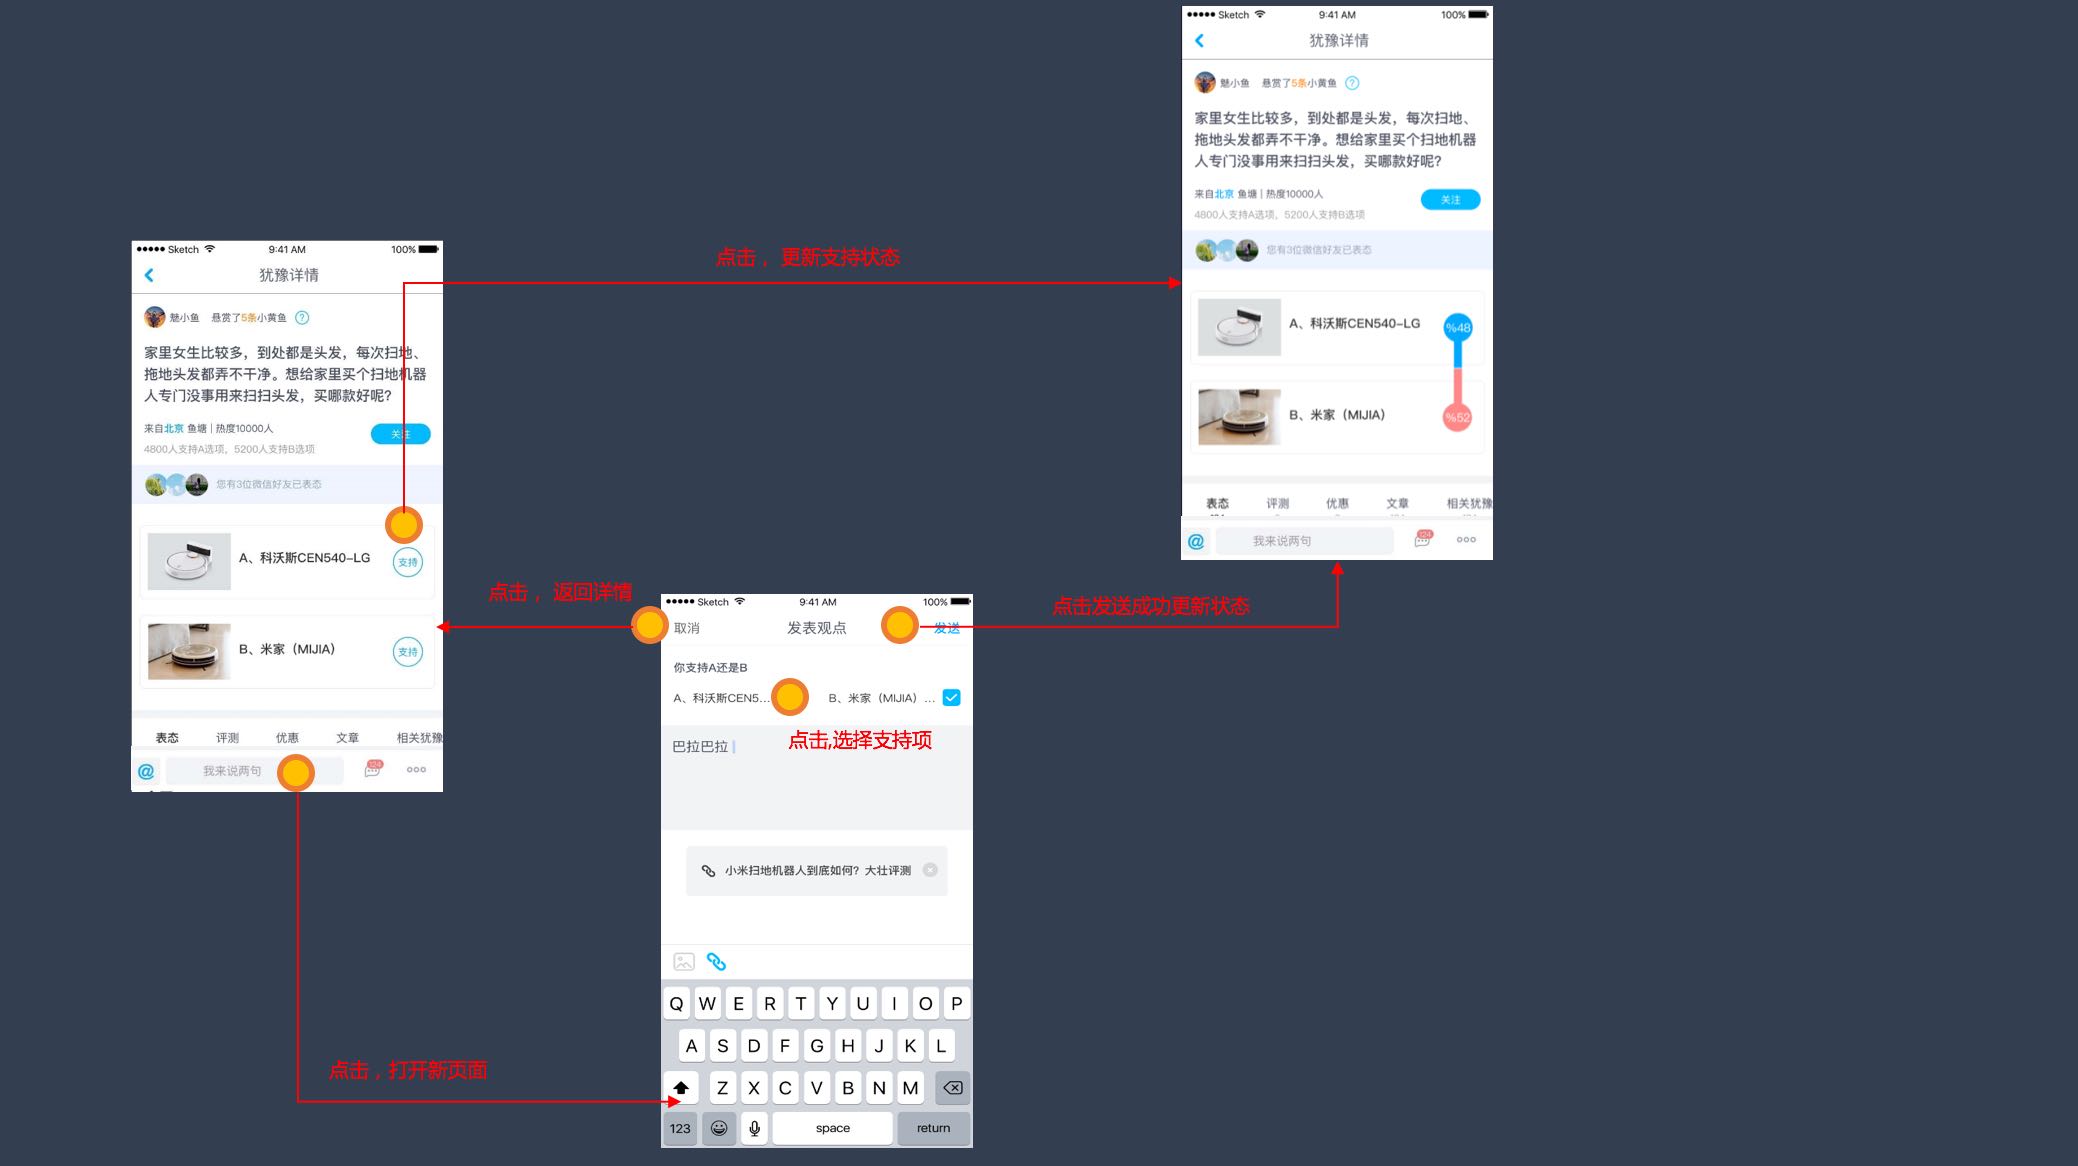 Sketch 9:41 AM 100%
犹豫详情
魅小鱼 悬赏了5条小黄鱼 ?
家里女生比较多，到处都是头发，每次扫地、
拖地头发都弄不干净。想给家里买个扫地机器
人专门没事用来扫扫头发，买哪款好呢？
来自北京 鱼塘 | 热度10000人
关注
4800人支持A选项，5200人支持B选项
您有3位微信好友已表态
A、科沃斯CEN540-LG
%48
B、米家（MIJIA）
%52
表态 评测 优惠 文章 相关犹豫
@ 我来说两句 124
点击， 更新支持状态
Sketch 9:41 AM 100%
犹豫详情
魅小鱼 悬赏了5条小黄鱼 ?
家里女生比较多，到处都是头发，每次扫地、
拖地头发都弄不干净。想给家里买个扫地机器
人专门没事用来扫扫头发，买哪款好呢？
来自北京 鱼塘 | 热度10000人
关注
4800人支持A选项，5200人支持B选项
您有3位微信好友已表态
A、科沃斯CEN540-LG
支持
B、米家（MIJIA）
支持
表态 评测 优惠 文章 相关犹豫
@ 我来说两句 124
点击， 返回详情
点击发送成功更新状态
Sketch 9:41 AM 100%
取消 发表观点 发送
你支持A还是B
A、科沃斯CEN5... B、米家（MIJIA）...
点击,选择支持项
巴拉巴拉
小米扫地机器人到底如何？大壮评测
Q W E R T Y U I O P
A S D F G H J K L
Z X C V B N M
123 space return
点击，打开新页面